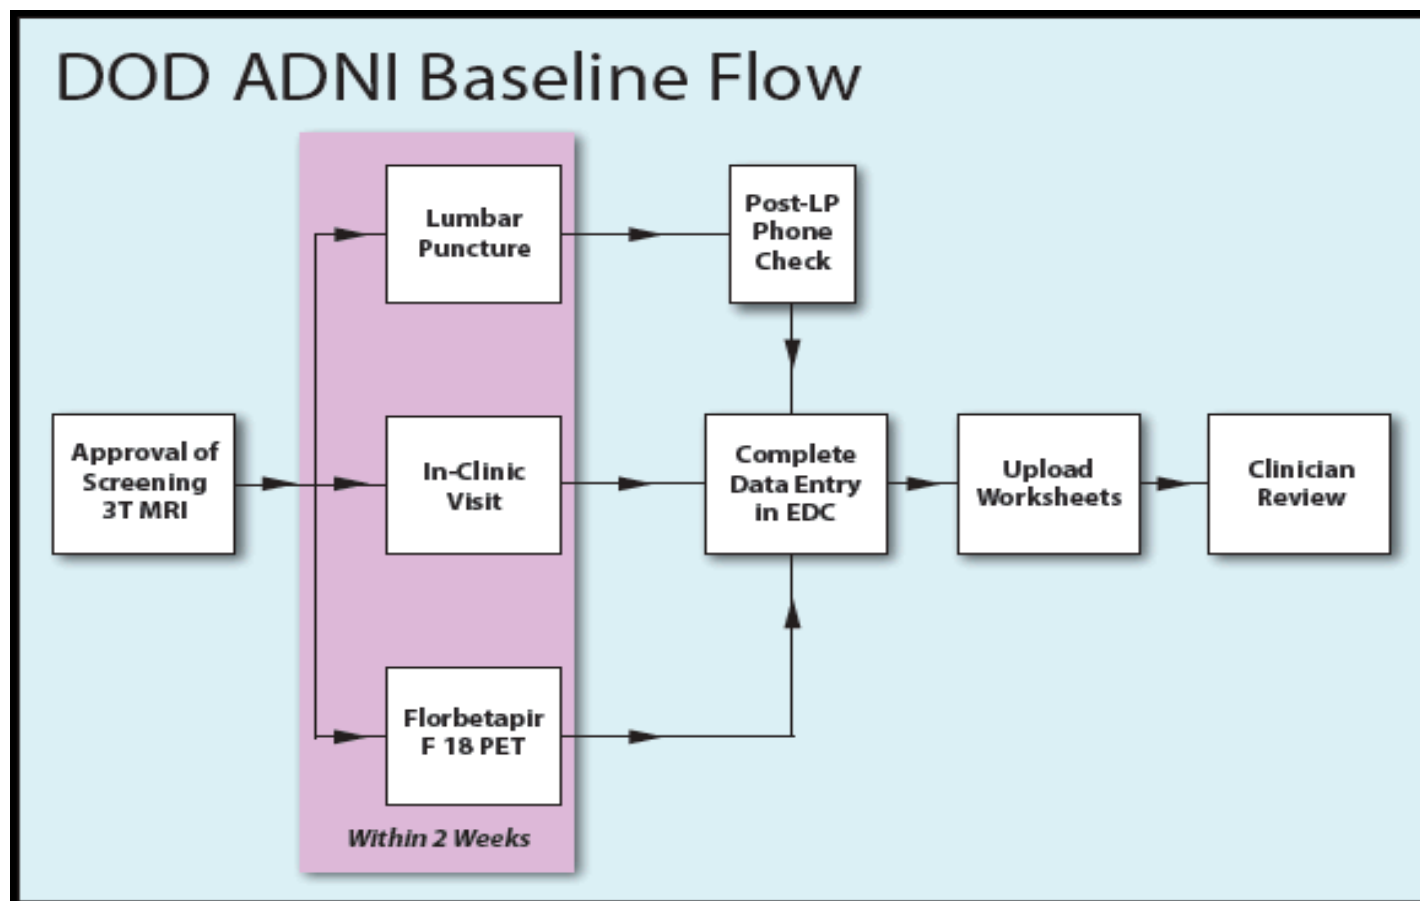 DOD ADNI Baseline Flow
Lumbar
Puncture
Post-LP
Phone
Check
Approval of
Screening
3T MRI
In-Clinic
Visit
Complete
Data Entry
in EDC
Upload
Worksheets
Clinician
Review
Florbetapir
F 18 PET
Within 2 Weeks